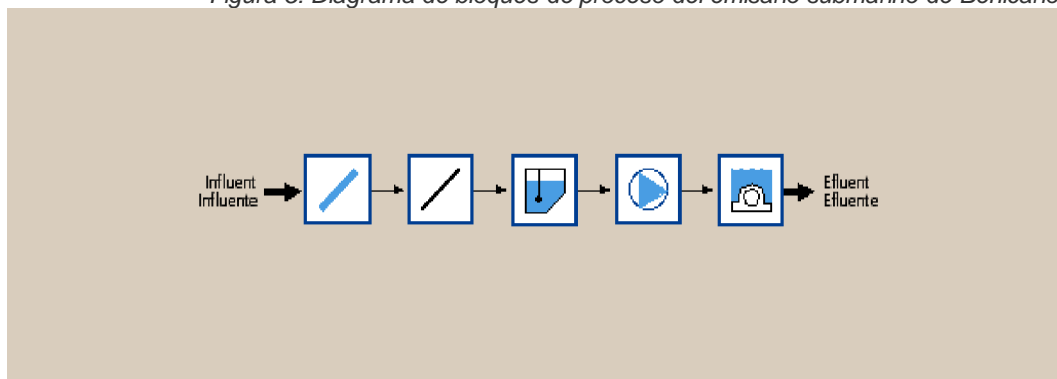 Figura 3. Diagrama de bloques de proceso del emisario submarino de Benicarló
Influent
Influente
Efluent
Efluente